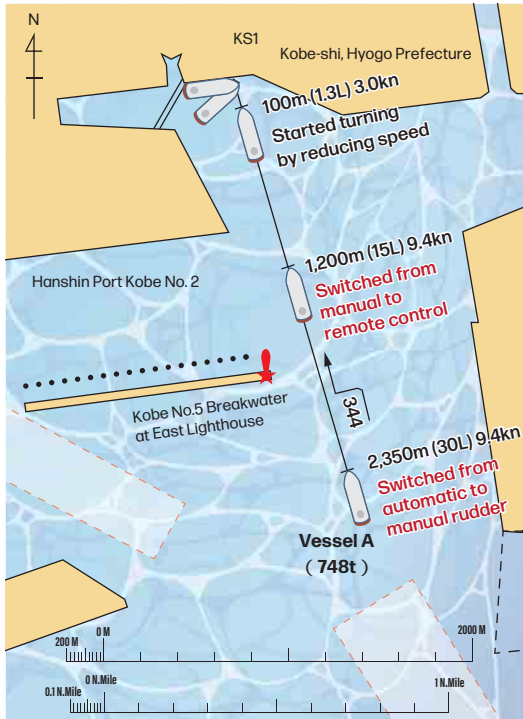 N
KS1
Kobe-shi, Hyogo Prefecture
100m (1.3L) 3.0kn
Started turning
by reducing speed
1,200m (15L) 9.4kn
Switched from
manual to
remote control
Hanshin Port Kobe No. 2
Kobe No.5 Breakwater
at East Lighthouse
344
2,350m (30L) 9.4kn
Switched from
automatic to
manual rudder
Vessel A
( 748t )
200 M
0 M
2000 M
0.1 N.Mile
0 N.Mile
1 N.Mile